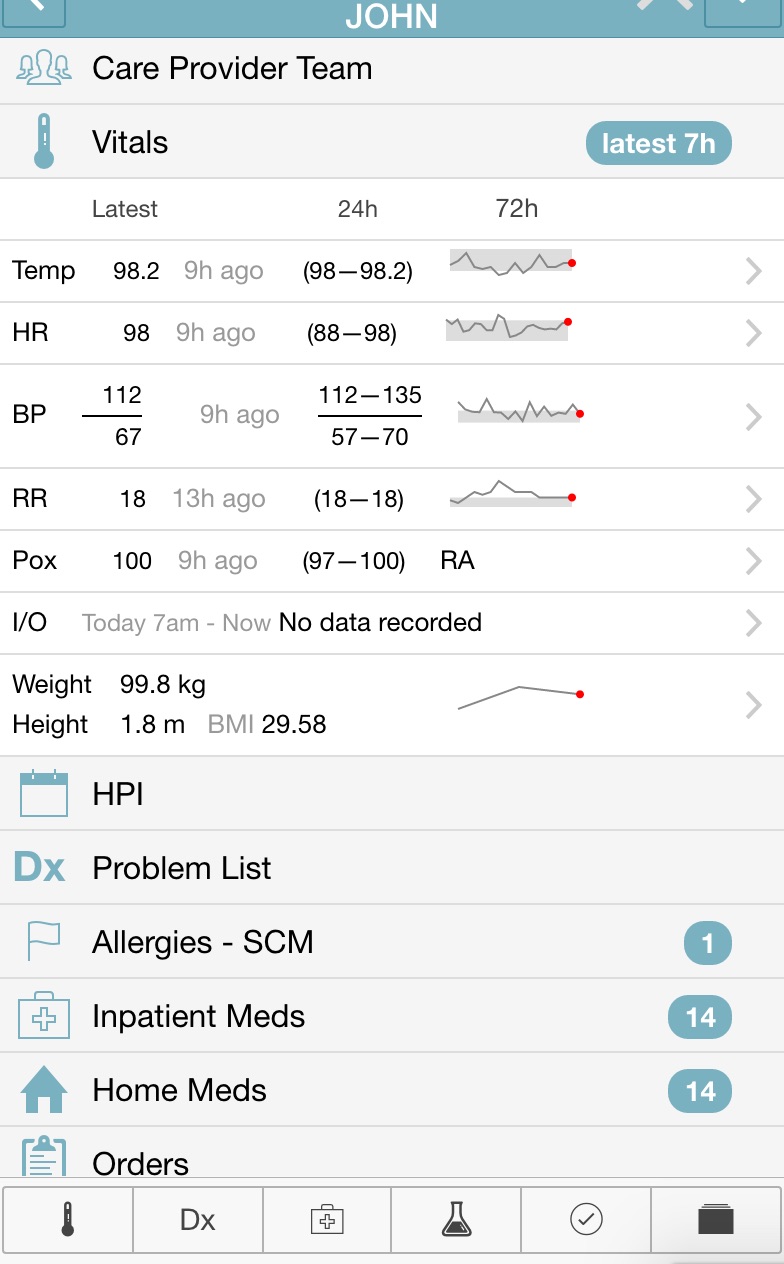 JOHN
Care Provider Team
Vitals latest 7h
Latest 24h 72h
Temp 98.2 9h ago (98—98.2)
HR 98 9h ago (88—98)
112 112—135
BP 9h ago
67 57—70
RR 18 13h ago (18—18)
Pox 100 9h ago (97—100) RA
I/O Today 7am - Now No data recorded
Weight 99.8 kg
Height 1.8 m BMI 29.58
HPI
Dx Problem List
Allergies - SCM 1
Inpatient Meds 14
Home Meds 14
Orders
Dx